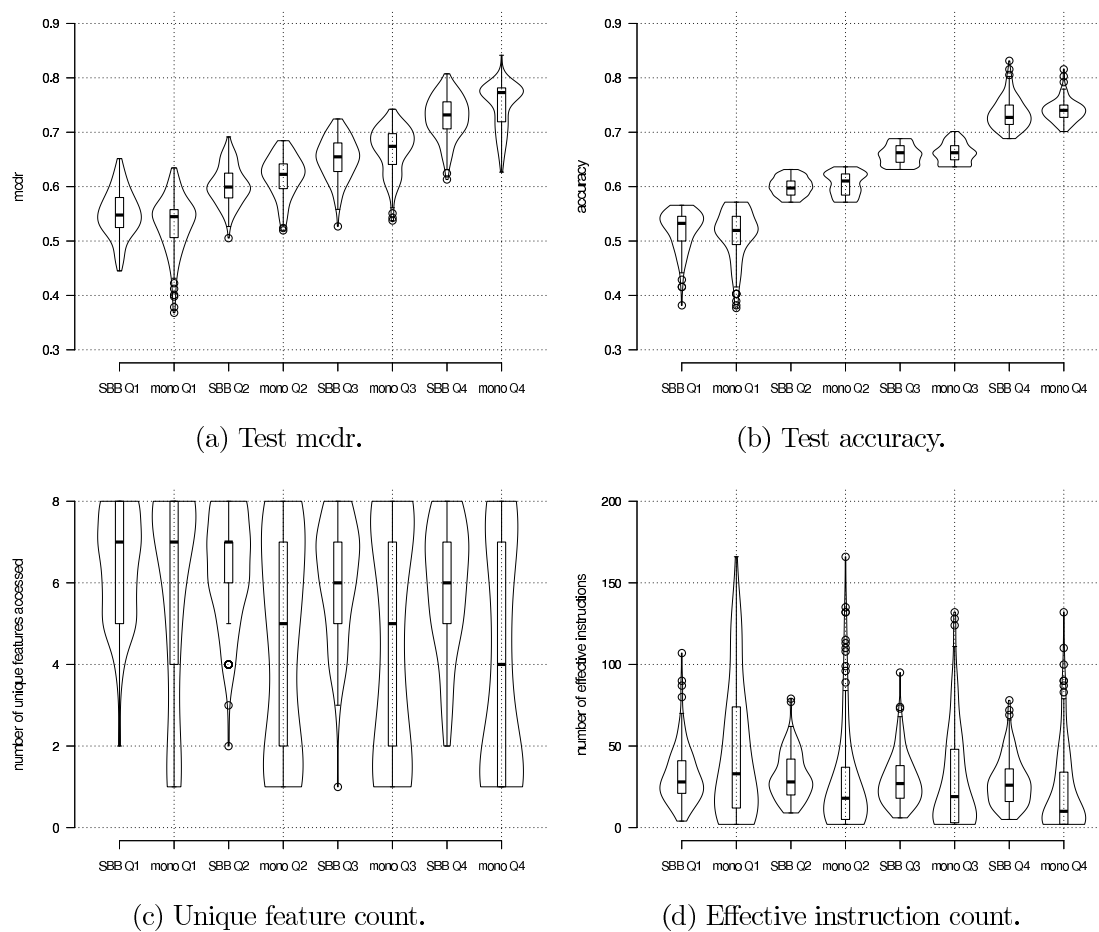 0.9
0.8
0.7
0.6
0.5
0.4
0.3
mcdr
SBB Q1 mono Q1 SBB Q2 mono Q2 SBB Q3 mono Q3 SBB Q4 mono Q4
(a) Test mcdr.
0.9
0.8
0.7
0.6
0.5
0.4
0.3
accuracy
SBB Q1 mono Q1 SBB Q2 mono Q2 SBB Q3 mono Q3 SBB Q4 mono Q4
(b) Test accuracy.
8
6
4
2
0
number of unique features accessed
SBB Q1 mono Q1 SBB Q2 mono Q2 SBB Q3 mono Q3 SBB Q4 mono Q4
(c) Unique feature count.
200
150
100
50
0
number of effective instructions
SBB Q1 mono Q1 SBB Q2 mono Q2 SBB Q3 mono Q3 SBB Q4 mono Q4
(d) Effective instruction count.